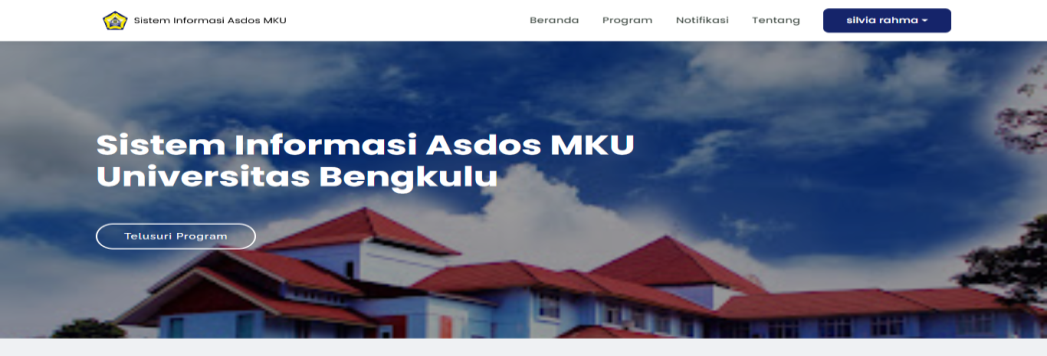 Sistem Informasi Asdos MKU
Beranda Program Notifikasi Tentang silvia rahma
Sistem Informasi Asdos MKU
Universitas Bengkulu
Telusuri Program